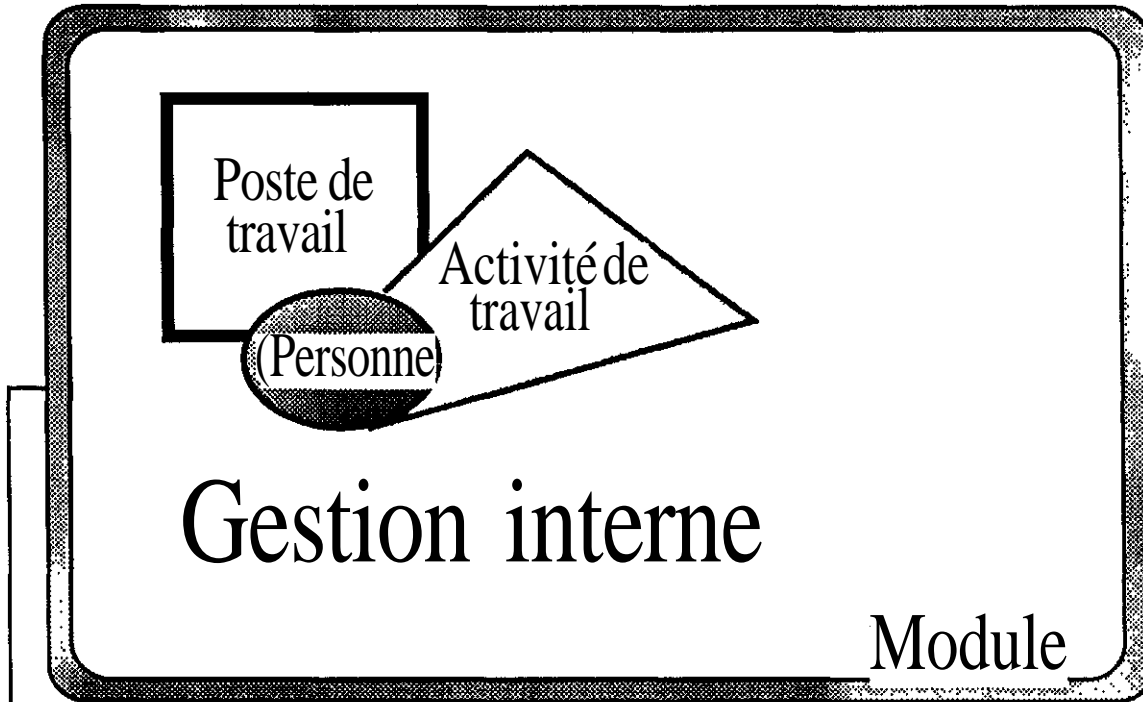 Poste de
travail
Activité de
travail
(Personne
Gestion interne
Module